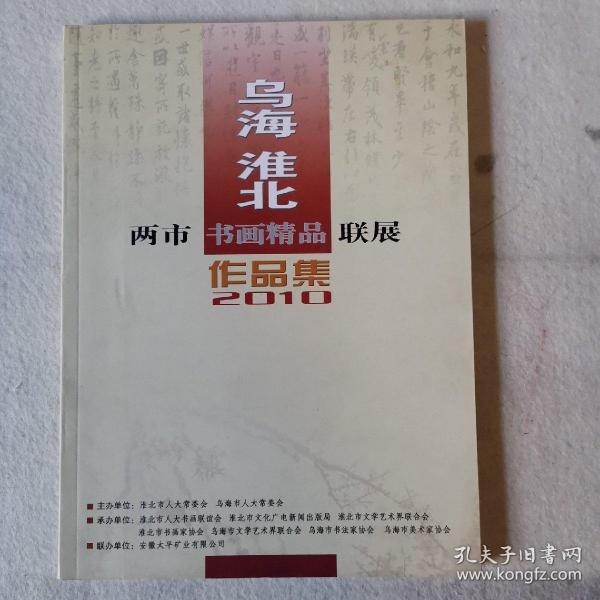 乌海 淮北
两市 书画精品 联展
作品集
2010
■ 主办单位：淮北市人大常委会 乌海市人大常委会
■ 承办单位：淮北市人大书画联谊会 淮北市文化广电新闻出版局 淮北市文学艺术界联合会
淮北市书画家协会 乌海市文学艺术界联合会 乌海市书法家协会 乌海市美术家协会
■ 联办单位：安徽太平矿业有限公司
孔夫子旧书网
www.kongfz.com